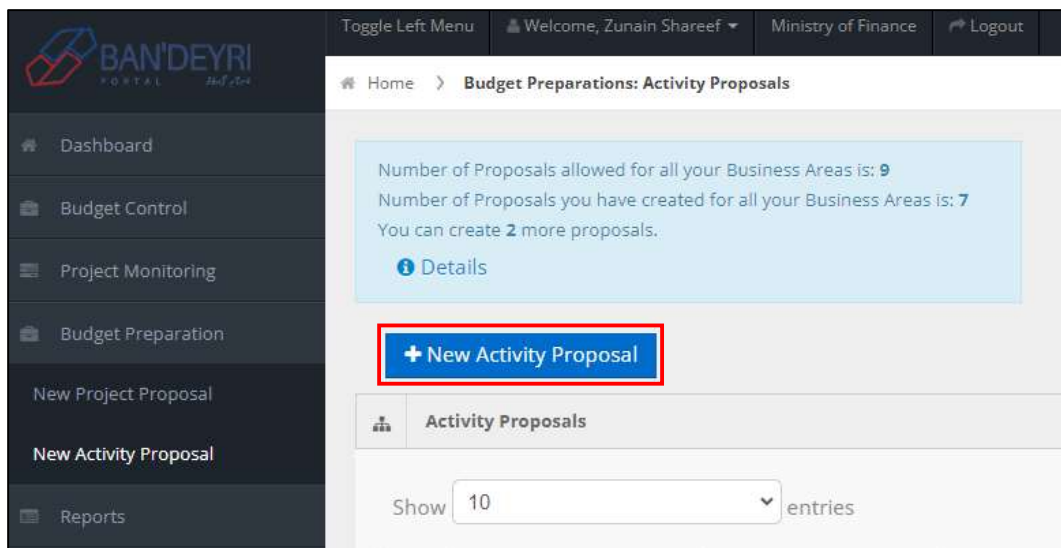 BAN'DEYRI
PORTAL
Toggle Left Menu
Welcome, Zunain Shareef
Ministry of Finance
Logout
Home > Budget Preparations: Activity Proposals
Dashboard
Budget Control
Project Monitoring
Budget Preparation
New Project Proposal
New Activity Proposal
Reports
Number of Proposals allowed for all your Business Areas is: 9
Number of Proposals you have created for all your Business Areas is: 7
You can create 2 more proposals.
Details
+ New Activity Proposal
Activity Proposals
Show 10 entries